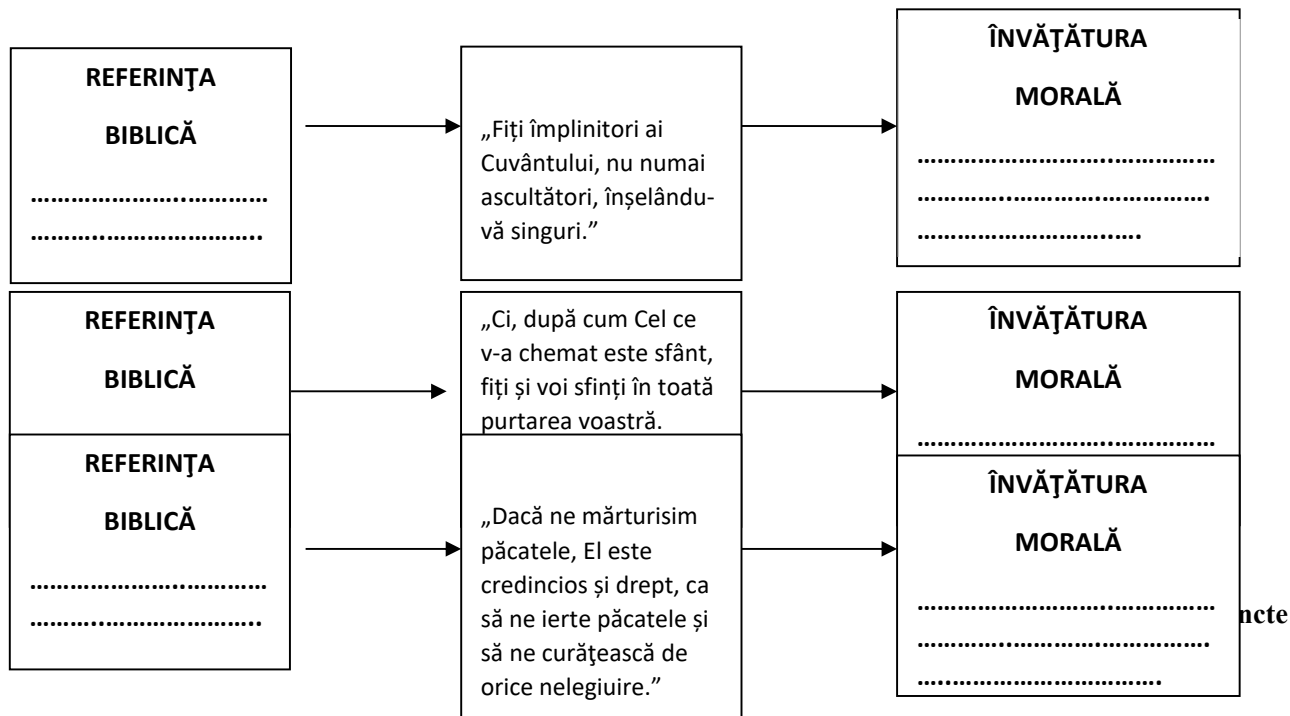 REFERINŢA
BIBLICĂ
…………………..…………
………..…………………..
„Fiți împlinitori ai
Cuvântului, nu numai
ascultători, înșelându-
vă singuri.”
ÎNVĂŢĂTURA
MORALĂ
……………………..……………
…………..……….…………….
…………………..….
REFERINŢA
BIBLICĂ
„Ci, după cum Cel ce
v-a chemat este sfânt,
fiți și voi sfinți în toată
purtarea voastră.
ÎNVĂŢĂTURA
MORALĂ
……………………..……………
REFERINŢA
BIBLICĂ
…………………..…………
………..…………………..
„Dacă ne mărturisim
păcatele, El este
credincios și drept, ca
să ne ierte păcatele și
să ne curăţească de
orice nelegiuire.”
ÎNVĂŢĂTURA
MORALĂ
……………………..……………
…………..……….…………….
…..………………………….
ncte